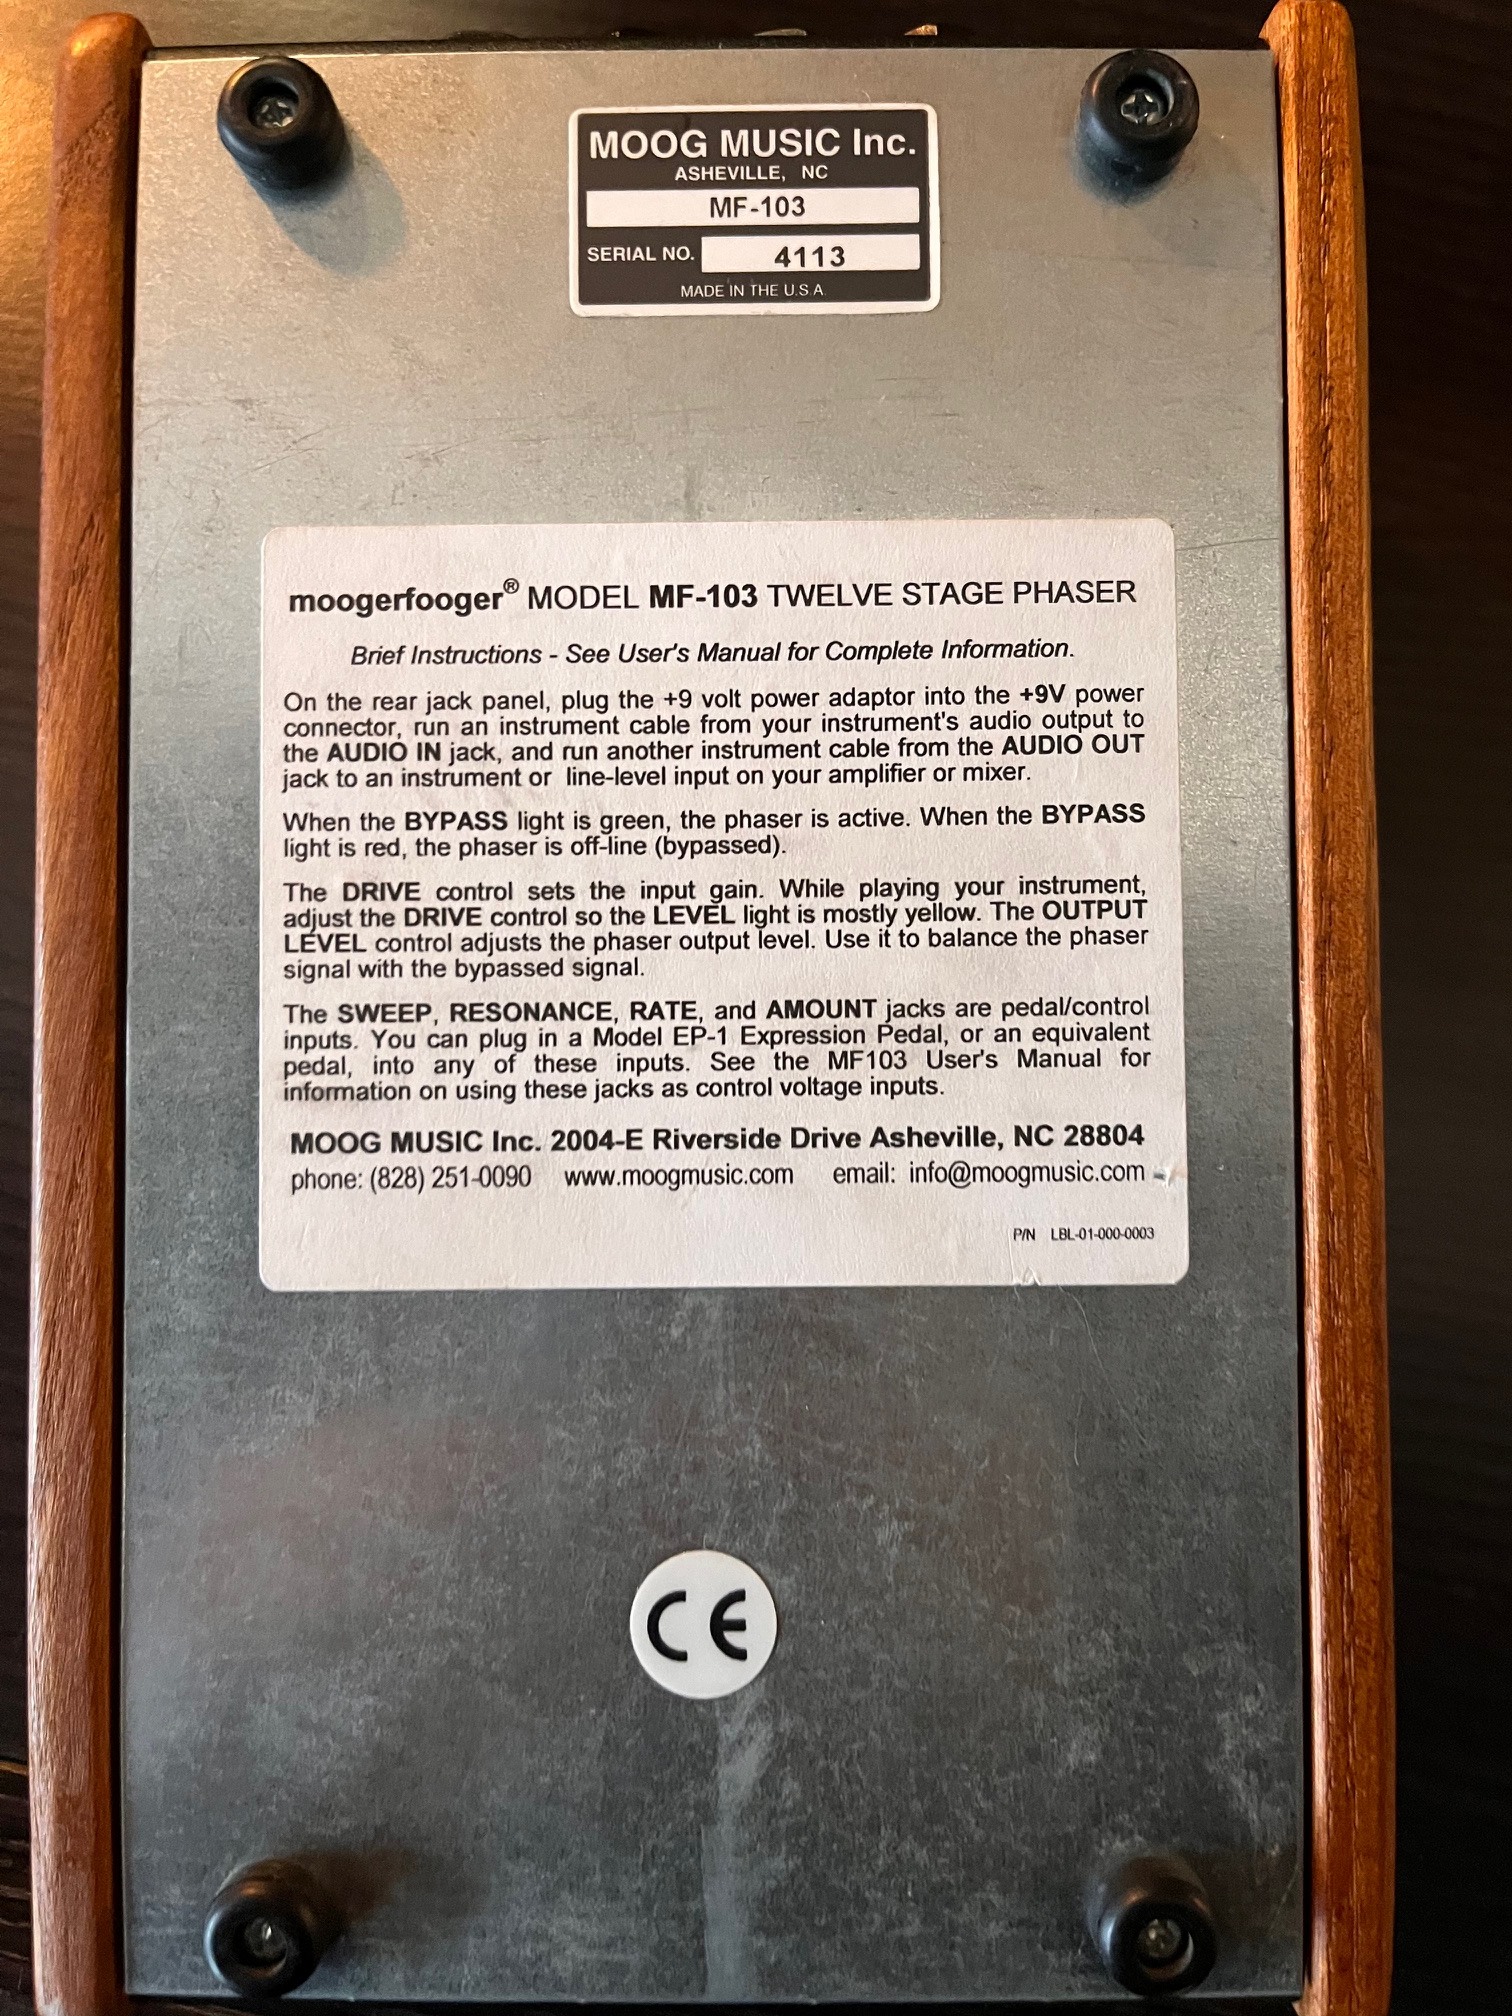 MOOG MUSIC Inc.
ASHEVILLE, NC
MF-103
SERIAL NO. 4113
MADE IN THE U.S.A.
moogerfooger® MODEL MF-103 TWELVE STAGE PHASER
Brief Instructions - See User's Manual for Complete Information.
On the rear jack panel, plug the +9 volt power adaptor into the +9V power
connector, run an instrument cable from your instrument's audio output to
the AUDIO IN jack, and run another instrument cable from the AUDIO OUT
jack to an instrument or line-level input on your amplifier or mixer.
When the BYPASS light is green, the phaser is active. When the BYPASS
light is red, the phaser is off-line (bypassed).
The DRIVE control sets the input gain. While playing your instrument,
adjust the DRIVE control so the LEVEL light is mostly yellow. The OUTPUT
LEVEL control adjusts the phaser output level. Use it to balance the phaser
signal with the bypassed signal.
The SWEEP, RESONANCE, RATE, and AMOUNT jacks are pedal/control
inputs. You can plug in a Model EP-1 Expression Pedal, or an equivalent
pedal, into any of these inputs. See the MF103 User's Manual for
information on using these jacks as control voltage inputs.
MOOG MUSIC Inc. 2004-E Riverside Drive Asheville, NC 28804
phone: (828) 251-0090 www.moogmusic.com email: info@moogmusic.com
P/N LBL-01-000-0003
CE